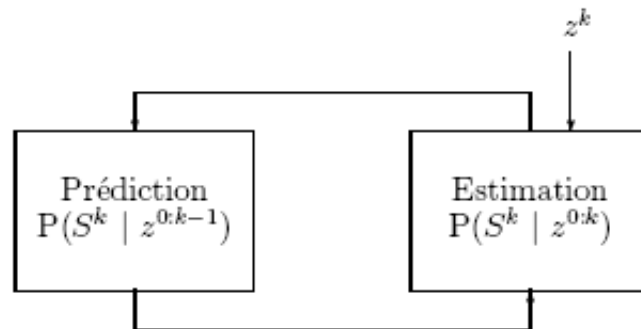 z^k
Prédiction
P(S^k | z^{0:k−1})
Estimation
P(S^k | z^{0:k})